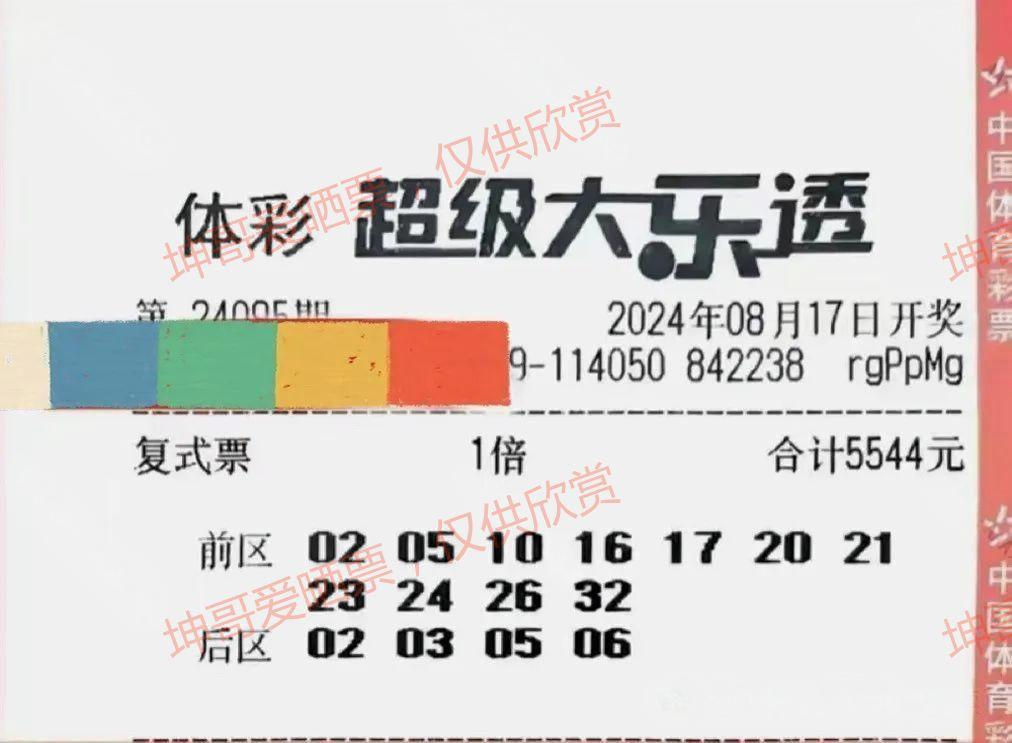 坤哥爱晒票，仅供欣赏
体彩 超级大乐透
第 24095期 2024年08月17日开奖
9-114050 842238 rgPpMg
复式票 1倍 合计5544元
前区 02 05 10 16 17 20 21
23 24 26 32
后区 02 03 05 06
坤哥爱晒票，仅供欣赏
中国体育彩票
中国体育彩
坤
坤